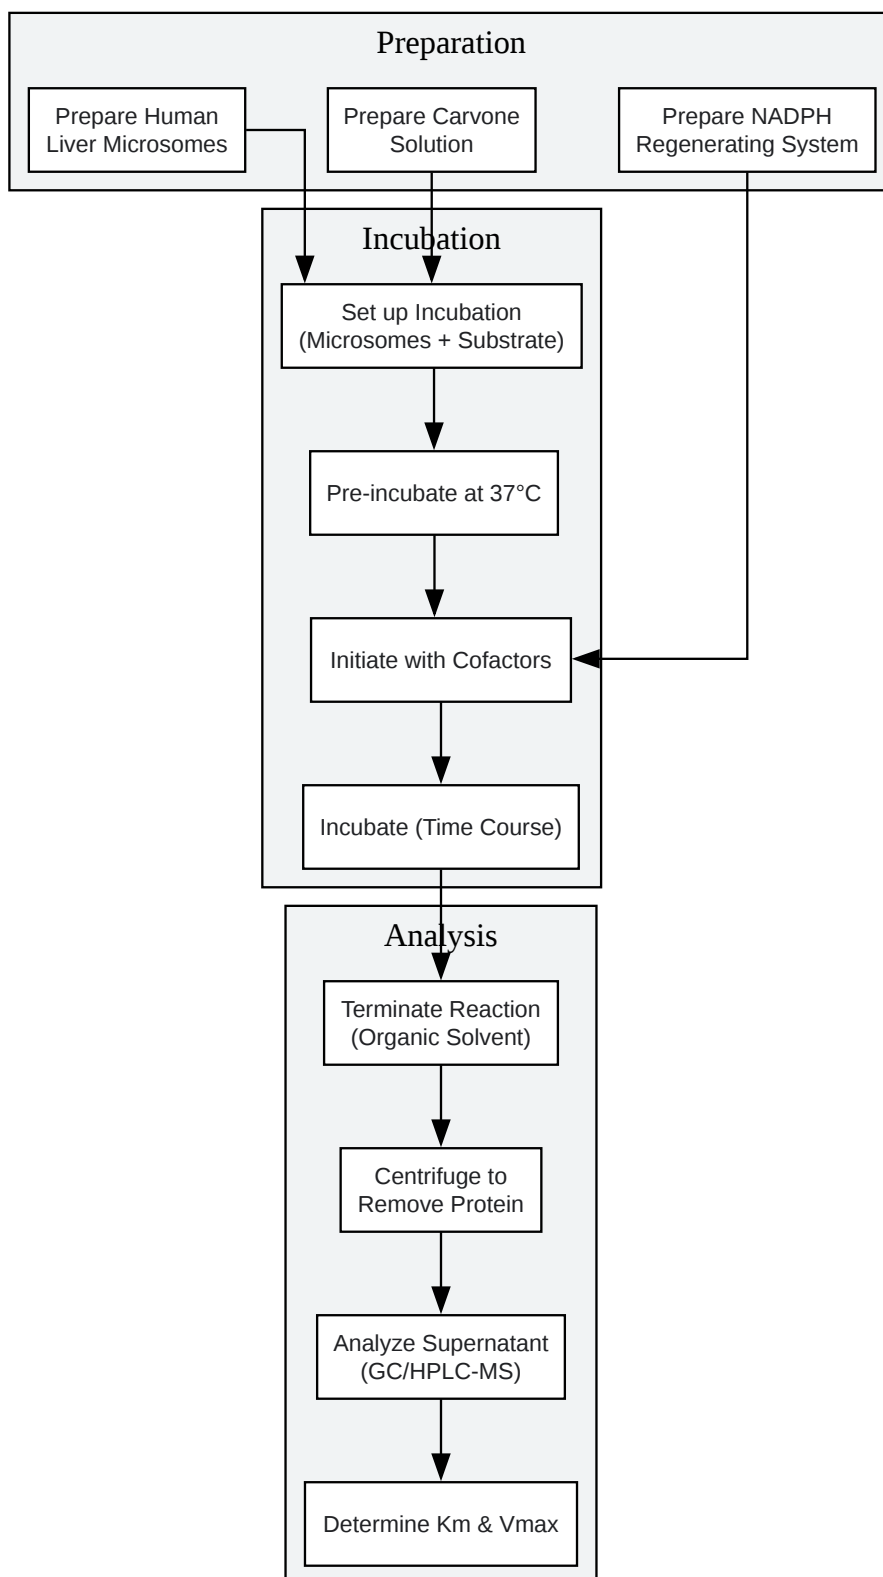 Preparation
Prepare Human
Liver Microsomes
Prepare Carvone
Solution
Prepare NADPH
Regenerating System
Incubation
Set up Incubation
(Microsomes + Substrate)
Pre-incubate at 37°C
Initiate with Cofactors
Incubate (Time Course)
Analysis
Terminate Reaction
(Organic Solvent)
Centrifuge to
Remove Protein
Analyze Supernatant
(GC/HPLC-MS)
Determine Km & Vmax